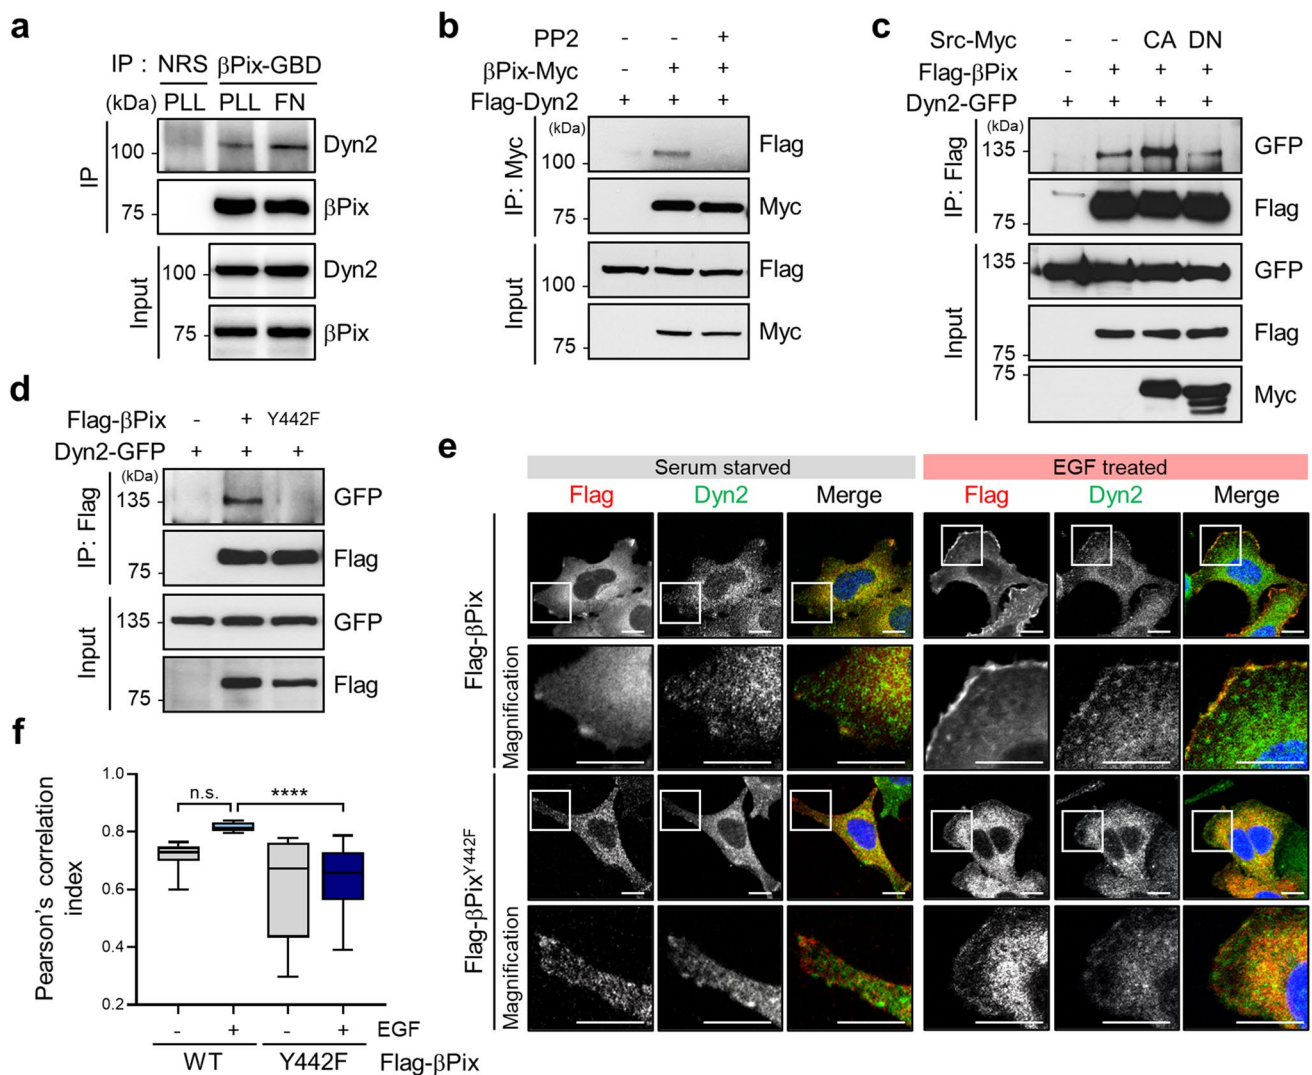 a
IP : NRS βPix-GBD
(kDa) PLL PLL FN
IP
100 Dyn2
75 βPix
Input
100 Dyn2
75 βPix
b
PP2 - - +
βPix-Myc - + +
Flag-Dyn2 + + +
(kDa)
IP: Myc
100 Flag
75 Myc
Input
100 Flag
75 Myc
c
Src-Myc - - CA DN
Flag-βPix - + + +
Dyn2-GFP + + + +
(kDa)
IP: Flag
135 GFP
75 Flag
Input
135 GFP
75 Flag
75 Myc
d
Flag-βPix - + Y442F
Dyn2-GFP + + +
(kDa)
IP: Flag
135 GFP
75 Flag
Input
135 GFP
75 Flag
e
Serum starved EGF treated
Flag Dyn2 Merge Flag Dyn2 Merge
Flag-βPix
Magnification
Flag-βPixY442F
Magnification
f
Pearson's correlation
index
1.0
0.8
0.6
0.4
0.2
n.s. ****
- + - + EGF
WT Y442F Flag-βPix